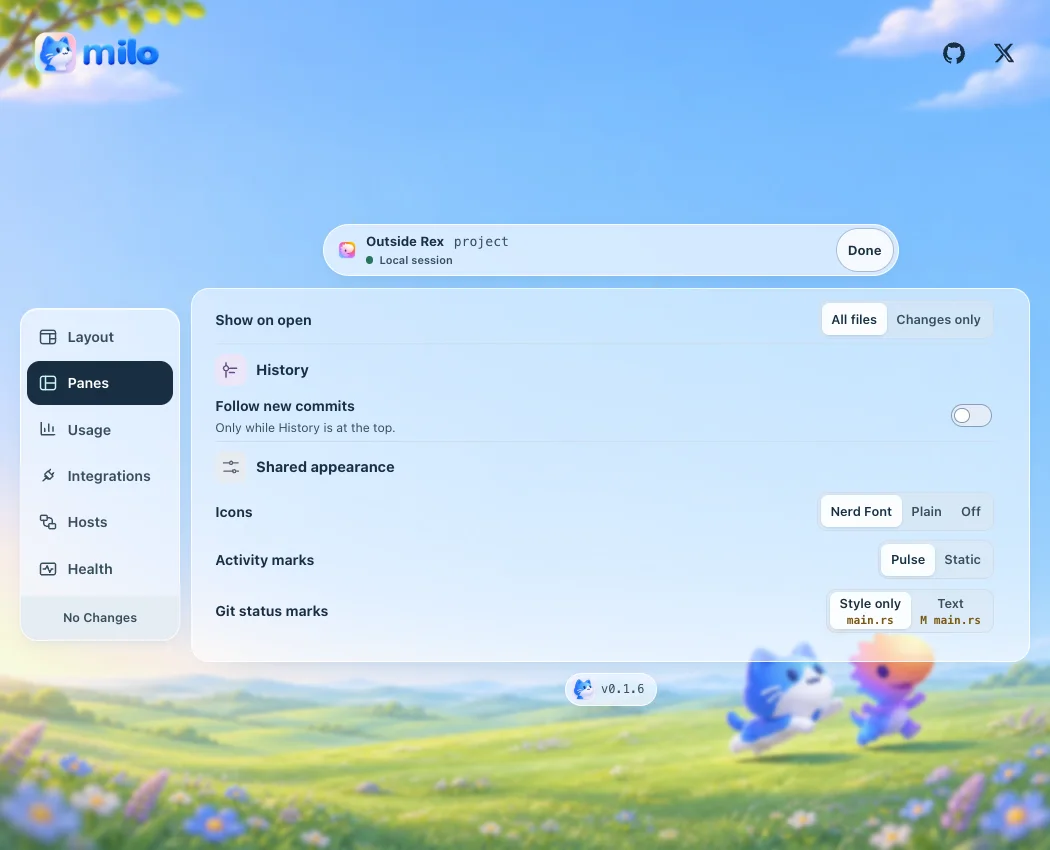 milo
Outside Rex project
Local session
Done
Layout
Panes
Usage
Integrations
Hosts
Health
No Changes
Show on open
All files
Changes only
History
Follow new commits
Only while History is at the top.
Shared appearance
Icons
Nerd Font
Plain
Off
Activity marks
Pulse
Static
Git status marks
Style only
main.rs
Text
M main.rs
v0.1.6